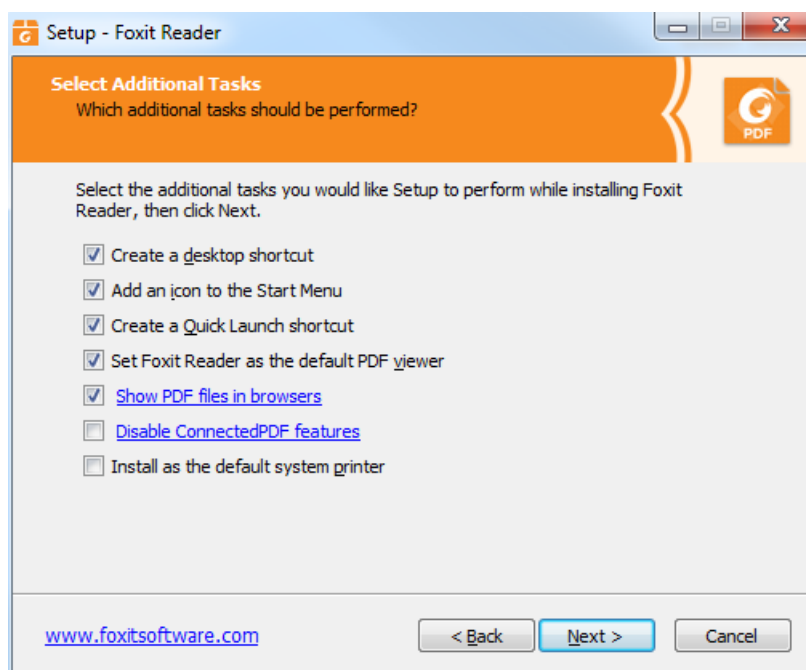 Setup - Foxit Reader
Select Additional Tasks
Which additional tasks should be performed?
PDF
Select the additional tasks you would like Setup to perform while installing Foxit
Reader, then click Next.
Create a desktop shortcut
Add an icon to the Start Menu
Create a Quick Launch shortcut
Set Foxit Reader as the default PDF viewer
Show PDF files in browsers
Disable ConnectedPDF features
Install as the default system printer
www.foxitsoftware.com
< Back
Next >
Cancel